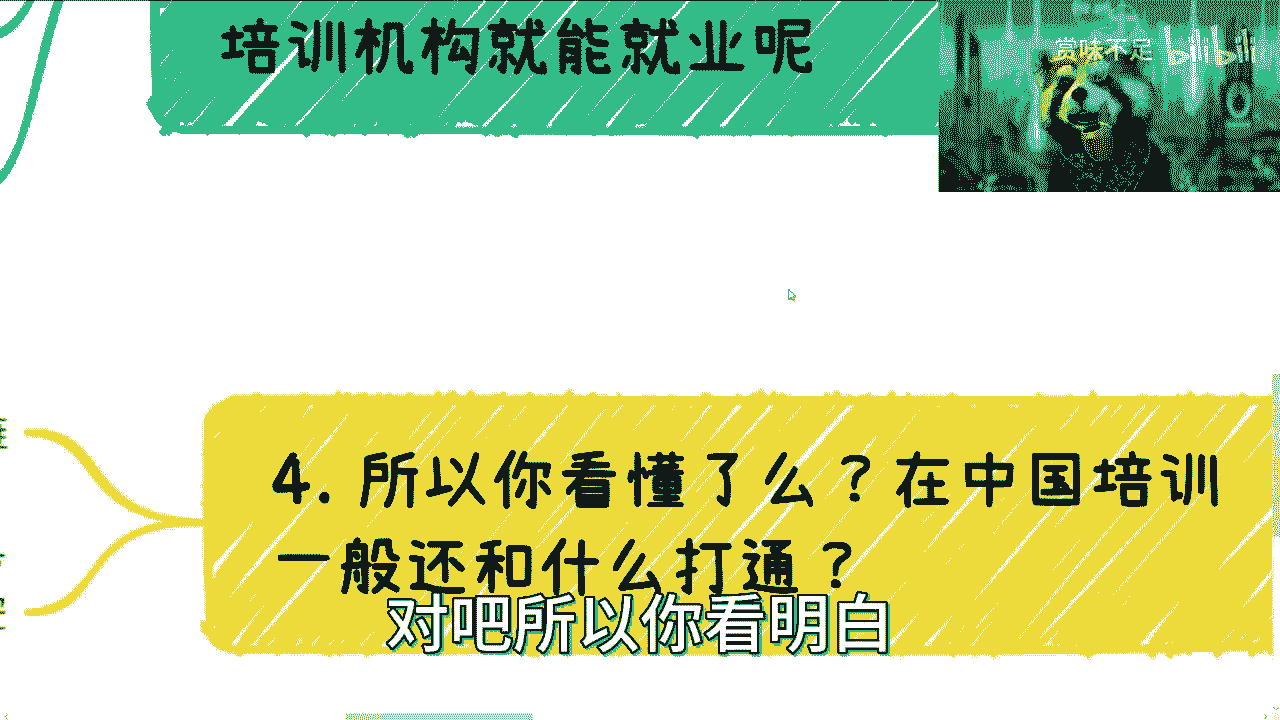 培训机构就能就业呢
赏味不足 bilibili
4. 所以你看懂了么？在中国培训
一般还和什么打通？
对吧所以你看明白